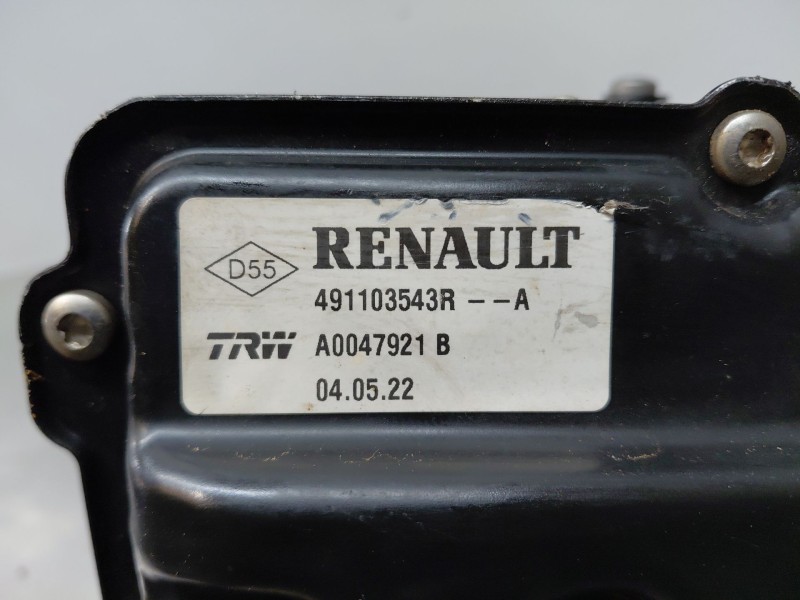 D55 RENAULT
491103543R --A
TRW A0047921 B
04.05.22